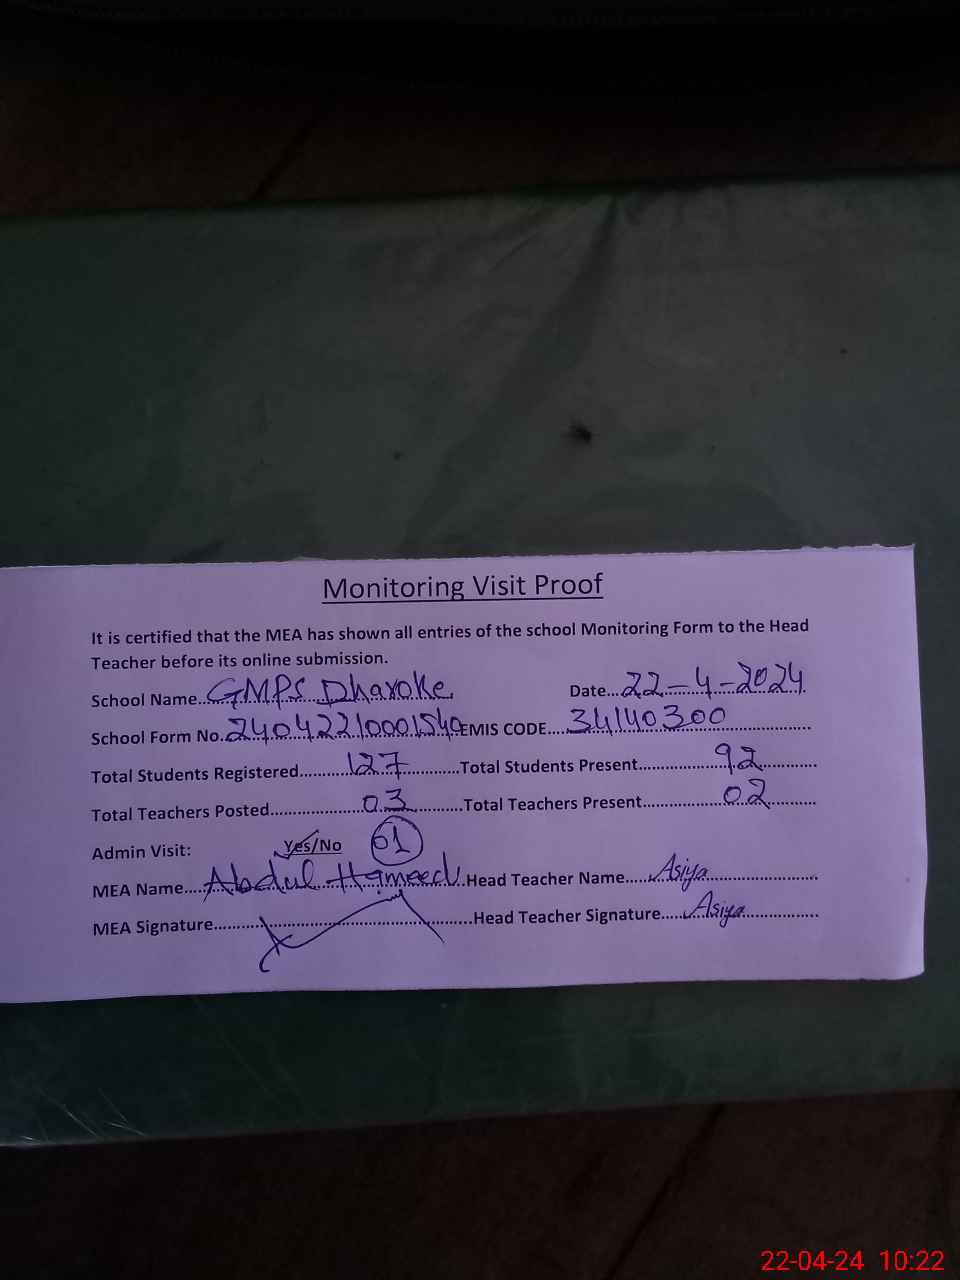 Monitoring Visit Proof
It is certified that the MEA has shown all entries of the school Monitoring Form to the Head
Teacher before its online submission.
School Name...GMPS Dharoke Date...22-4-2024
School Form No.24042210001540 EMIS CODE....34140300
Total Students Registered....127....Total Students Present....92....
Total Teachers Posted....03....Total Teachers Present....02....
Admin Visit: Yes/No 01
MEA Name....Abdul Hameed.Head Teacher Name....Asiya....
MEA Signature....Head Teacher Signature....Asiya....
22-04-24 10:22